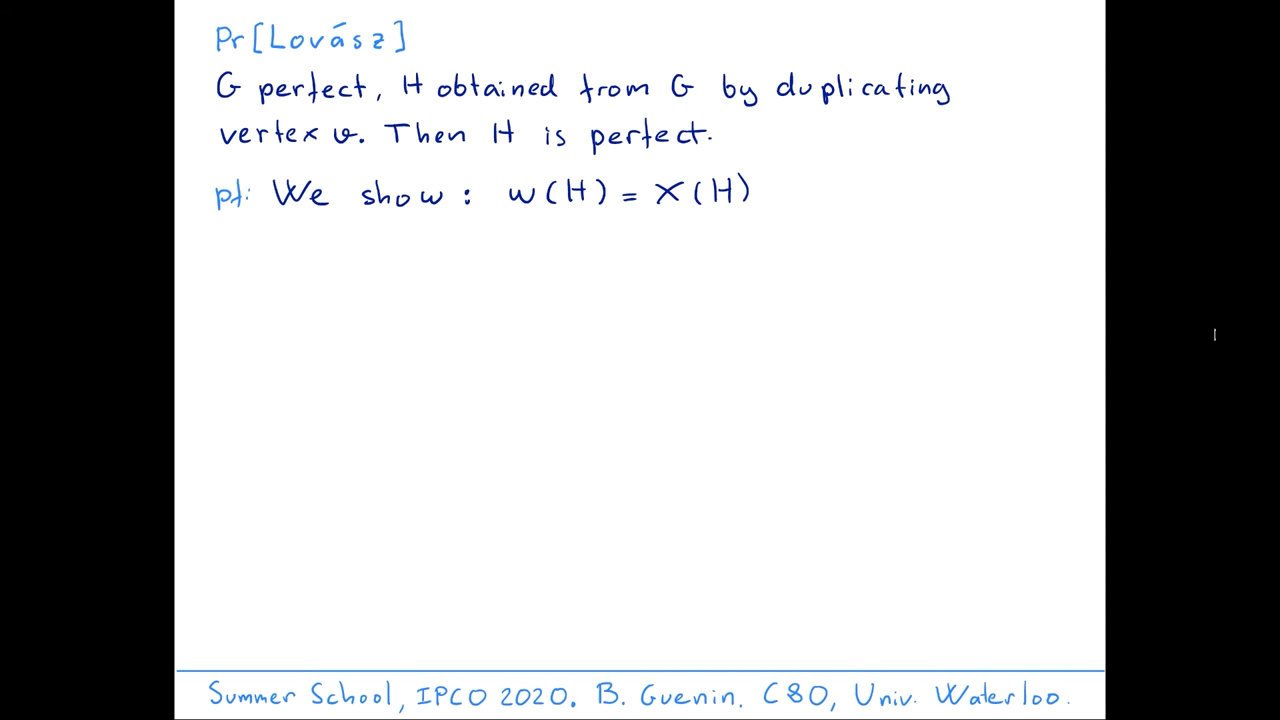 Pr[Lovász]
G perfect, H obtained from G by duplicating
vertex v. Then H is perfect.
pf: We show: ω(H) = χ(H)
Summer School, IPCO 2020. B. Guenin. C&O, Univ. Waterloo.